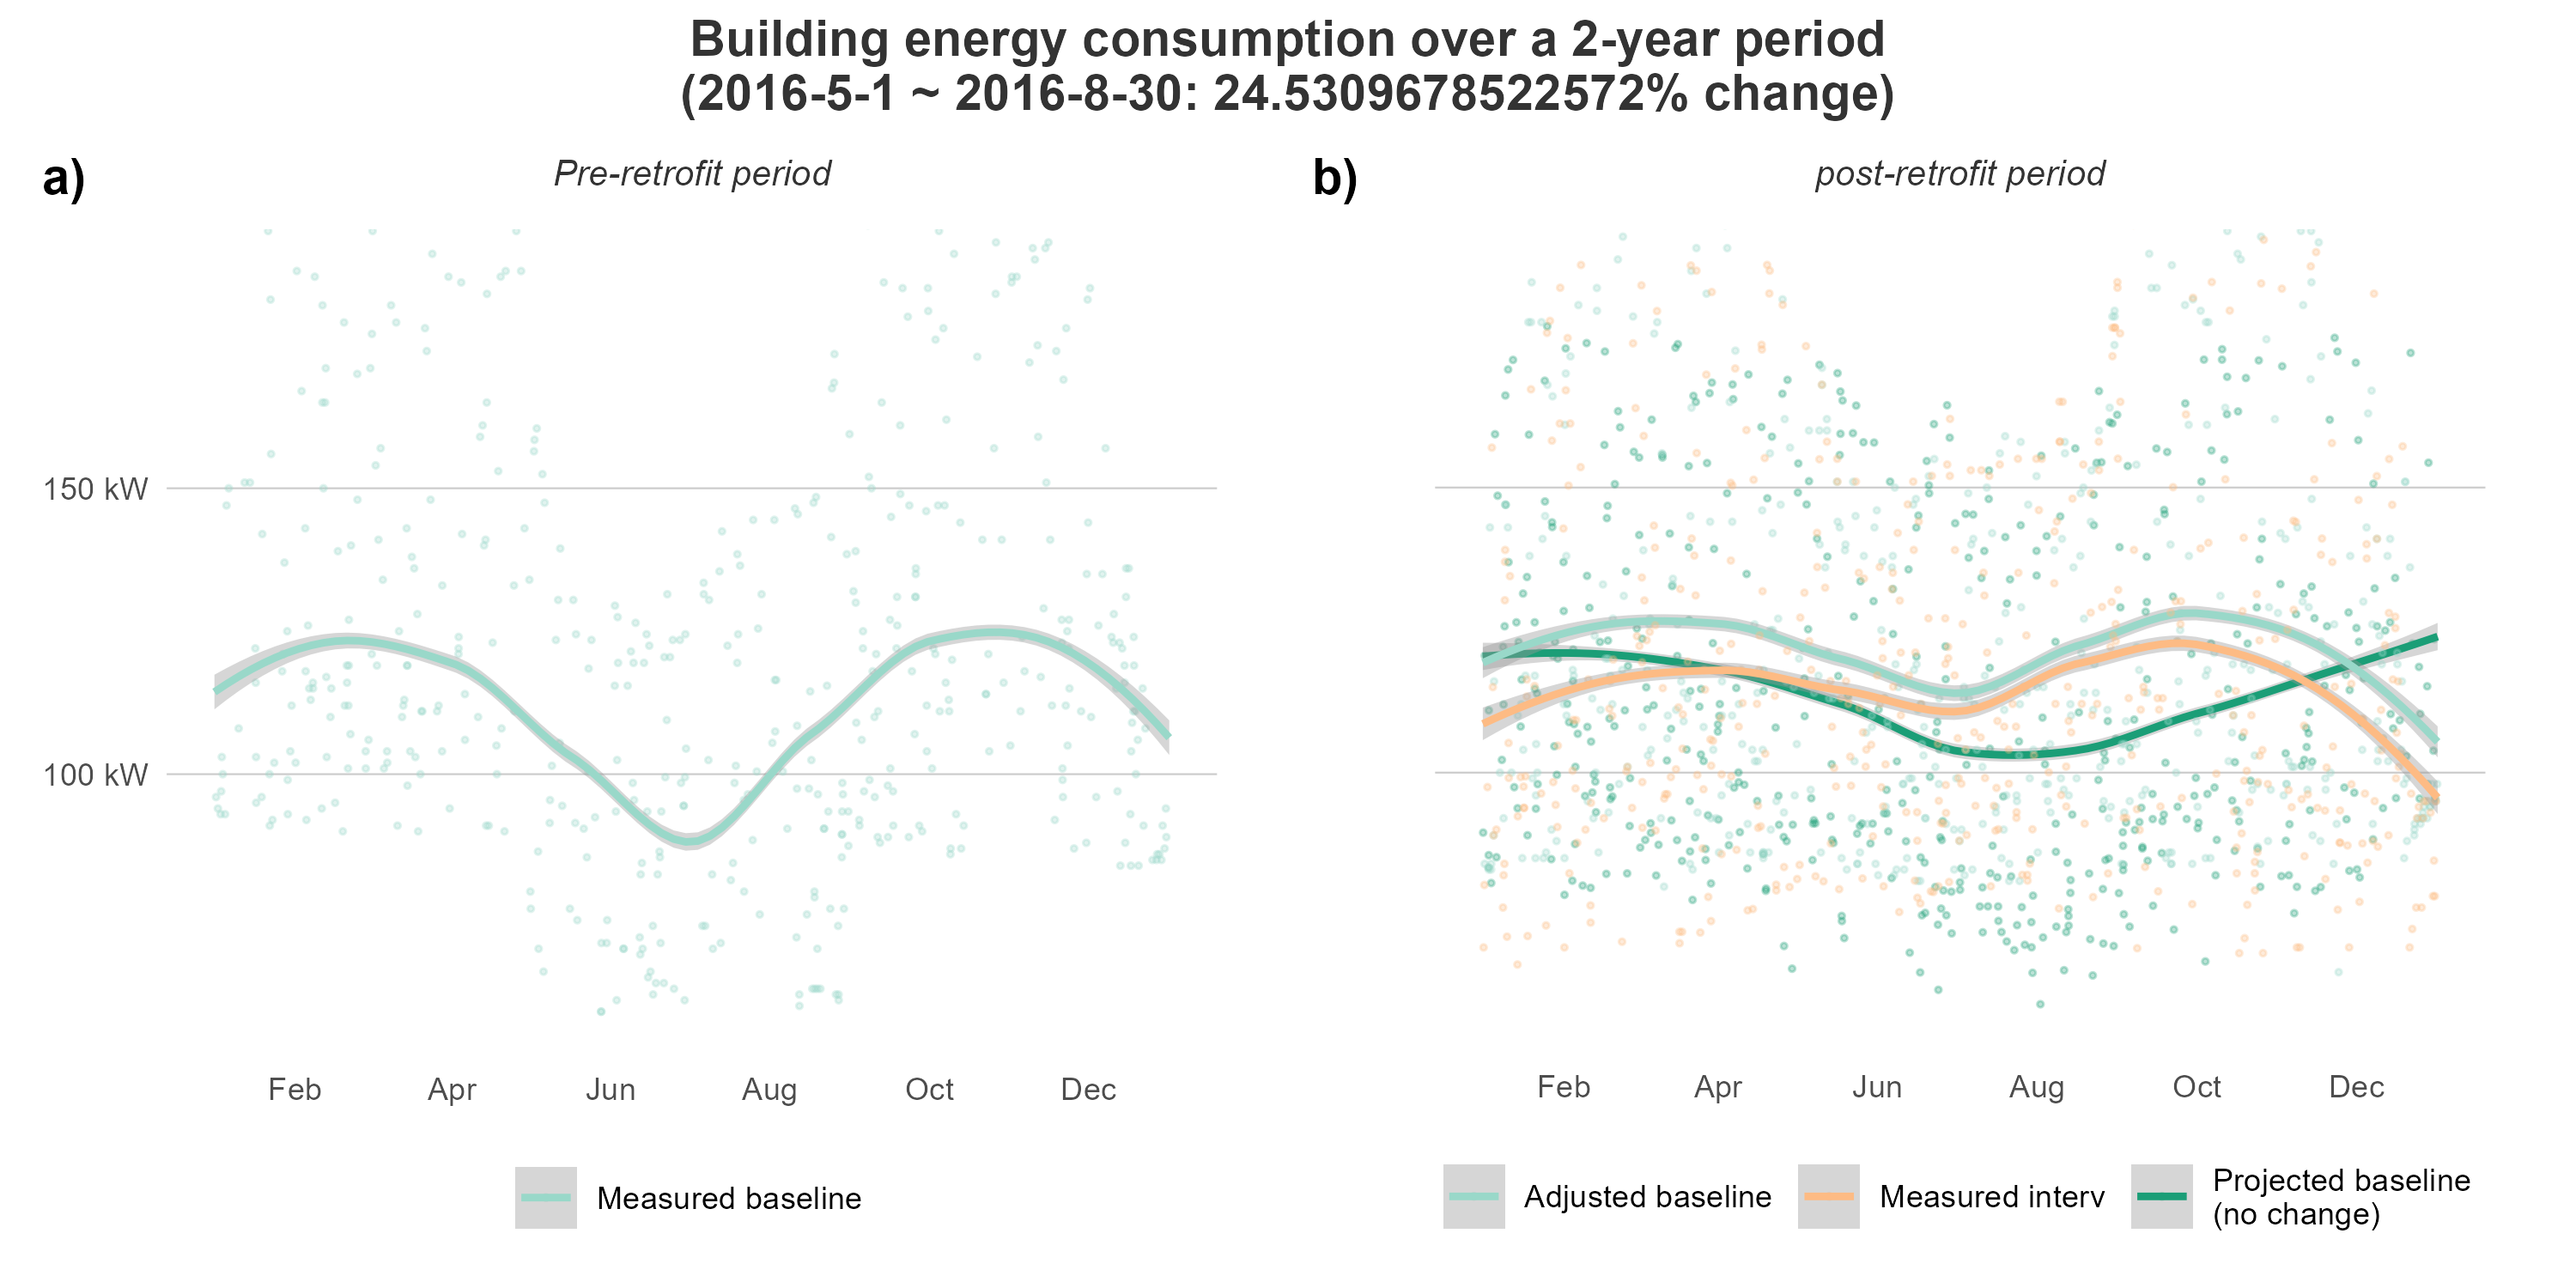 Building energy consumption over a 2-year period
(2016-5-1 ~ 2016-8-30: 24.5309678522572% change)
a)
Pre-retrofit period
150 kW
100 kW
Feb Apr Jun Aug Oct Dec
Measured baseline
b)
post-retrofit period
Feb Apr Jun Aug Oct Dec
Adjusted baseline
Measured interv
Projected baseline
(no change)